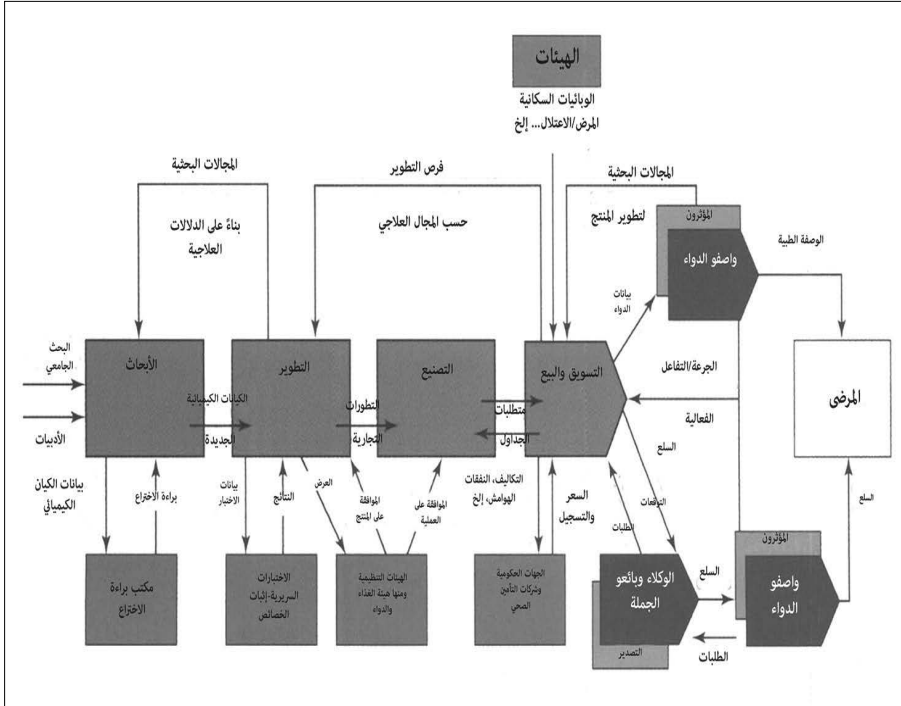 الهيئات
الوبائيات السكانية
المرض/الاعتلال... إلخ
المجالات البحثية
فرص التطوير
المجالات البحثية
بناءً على الدلالات
العلاجية
حسب المجال العلاجي
لتطوير المنتج
المؤثرون
واصفو الدواء
الوصفة الطبية
بيانات
الدواء
البحث
الجامعي
الأدبيات
الأبحاث
الكيانات الكيميائية
الجديدة
التطوير
التطورات
التجارية
التصنيع
متطلبات
الجداول
التسويق والبيع
الجرعة/التفاعل
الفعالية
المرضى
بيانات الكيان
الكيميائي
براءة الاختراع
بيانات
الاختبار
النتائج
العرض
الموافقة
على المنتج
الموافقة على
العملية
التكاليف، النفقات
الهوامش، إلخ
السعر
والتسجيل
السلع
التوقعات
الطلبات
السلع
مكتب براءة
الاختراع
الاختبارات
السريرية-إثبات
الخصائص
الهيئات التنظيمية
ومنها هيئة الغذاء
والدواء
الجهات الحكومية
وشركات التأمين
الصحي
الوكلاء وبائعو
الجملة
التصدير
السلع
الطلبات
المؤثرون
واصفو
الدواء